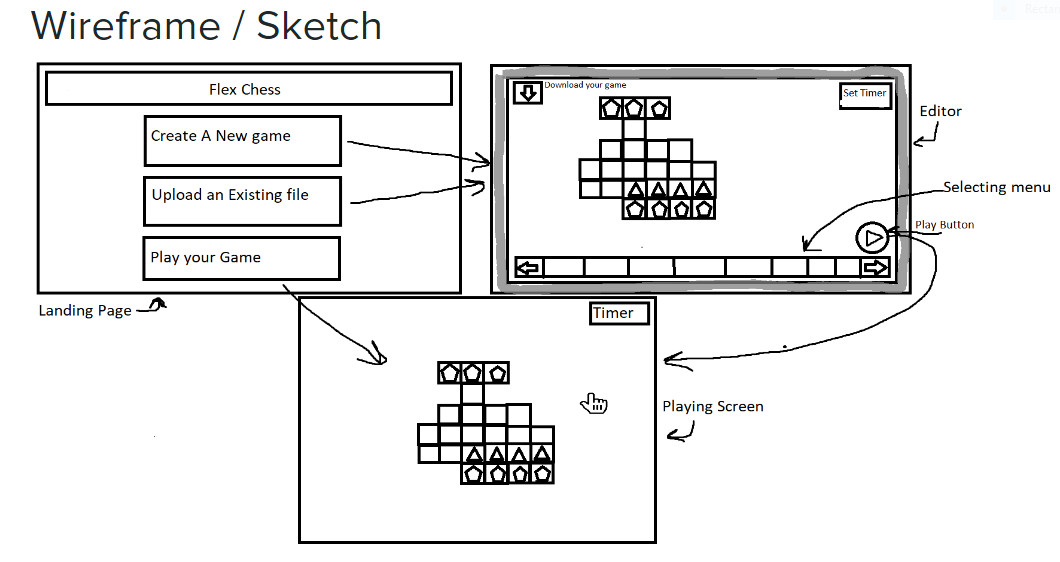 Wireframe / Sketch
Flex Chess
Create A New game
Upload an Existing file
Play your Game
Landing Page
Download your game
Set Timer
Editor
Selecting menu
Play Button
Timer
Playing Screen